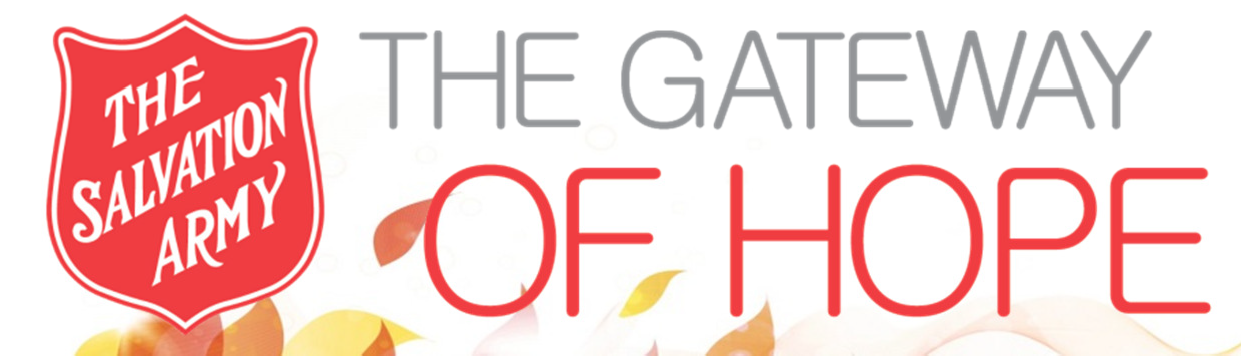 THE
SALVATION
ARMY
THE GATEWAY
OF HOPE